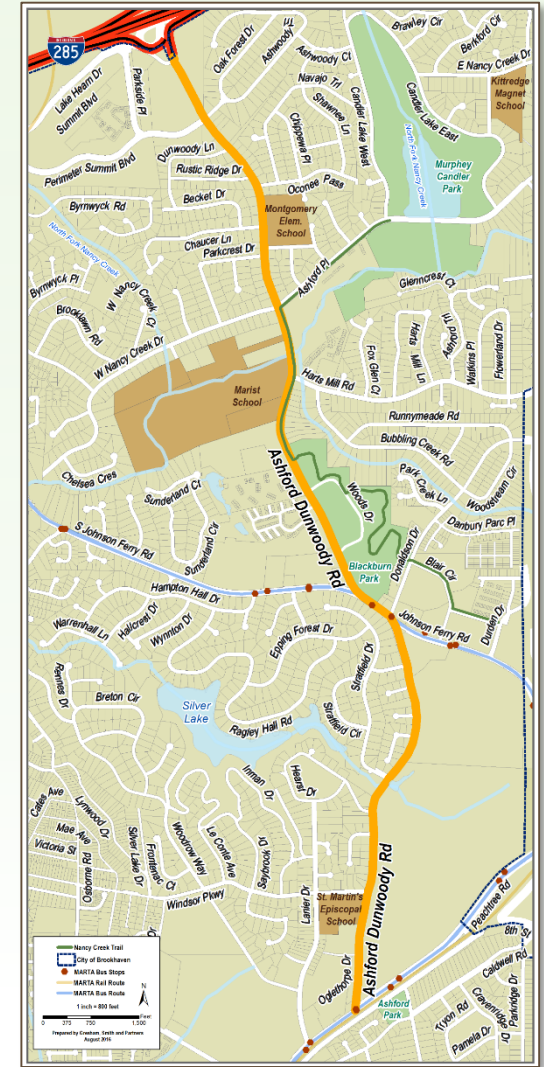 INTERSTATE
285
Brawley Cir
Berkford Cir
E Nancy Creek Dr
Kittredge
Magnet
School
Oak Forest Dr
Ashwoody Trl
Ashwoody Ct
Navajo Trl
Shawnee Ln
Chippewa Pl
Candler Lake West
Candler Lake East
North Fork Nancy Creek
Murphey
Candler
Park
Lake Hearn Dr
Summit Blvd
Parkside Pl
Perimeter Summit Blvd
Dunwoody Ln
Rustic Ridge Dr
Becket Dr
Byrnwyck Rd
Oconee Pass
Montgomery
Elem.
School
North Fork Nancy Creek
Chaucer Ln
Parkcrest Dr
Ashford Pl
Glenncrest Ct
Byrnwyck Pl
Brooklawn Rd
W Nancy Creek Ct
W Nancy Creek Dr
Fox Glen Ct
Harts Mill Ln
Ashford Trl
Watkins Pl
Flowerland Dr
Harts Mill Rd
Marist
School
Runnymeade Rd
Bubbling Creek Rd
Chelsea Cres
Sunderland Ct
Sunderland Cir
Ashford Dunwoody Rd
Woods Dr
Park Creek Ln
Woodstream Cir
Danbury Parc Pl
S Johnson Ferry Rd
Blackburn
Park
Donaldson Dr
Blair Cir
Durden Dr
Johnson Ferry Rd
Hampton Hall Dr
Warrenhall Ln
Hallcrest Dr
Wynnton Dr
Epping Forest Dr
Stratfield Dr
Stratfield Cir
Rennes Dr
Breton Cir
Silver
Lake
Ragley Hall Rd
Inman Dr
Hearst Dr
Cates Ave
Lynwood Dr
Mae Ave
Victoria St
Osborne Rd
Silver Lake Dr
Frontenac Ct
Woodrow Way
Le Conte Ave
Saybrook Dr
Windsor Pkwy
Lanier Dr
St. Martin's
Episcopal
School
Ashford Dunwoody Rd
Oglethorpe Dr
Peachtree Rd
8th St
Caldwell Rd
Ashford
Park
Tryon Rd
Cravenridge Dr
Parkridge Dr
Pamela Dr
Nancy Creek Trail
City of Brookhaven
MARTA Bus Stops
MARTA Rail Route
MARTA Bus Route
1 inch = 800 feet
N
0 375 750 1,500
Feet
Prepared by Gresham, Smith and Partners
August 2016